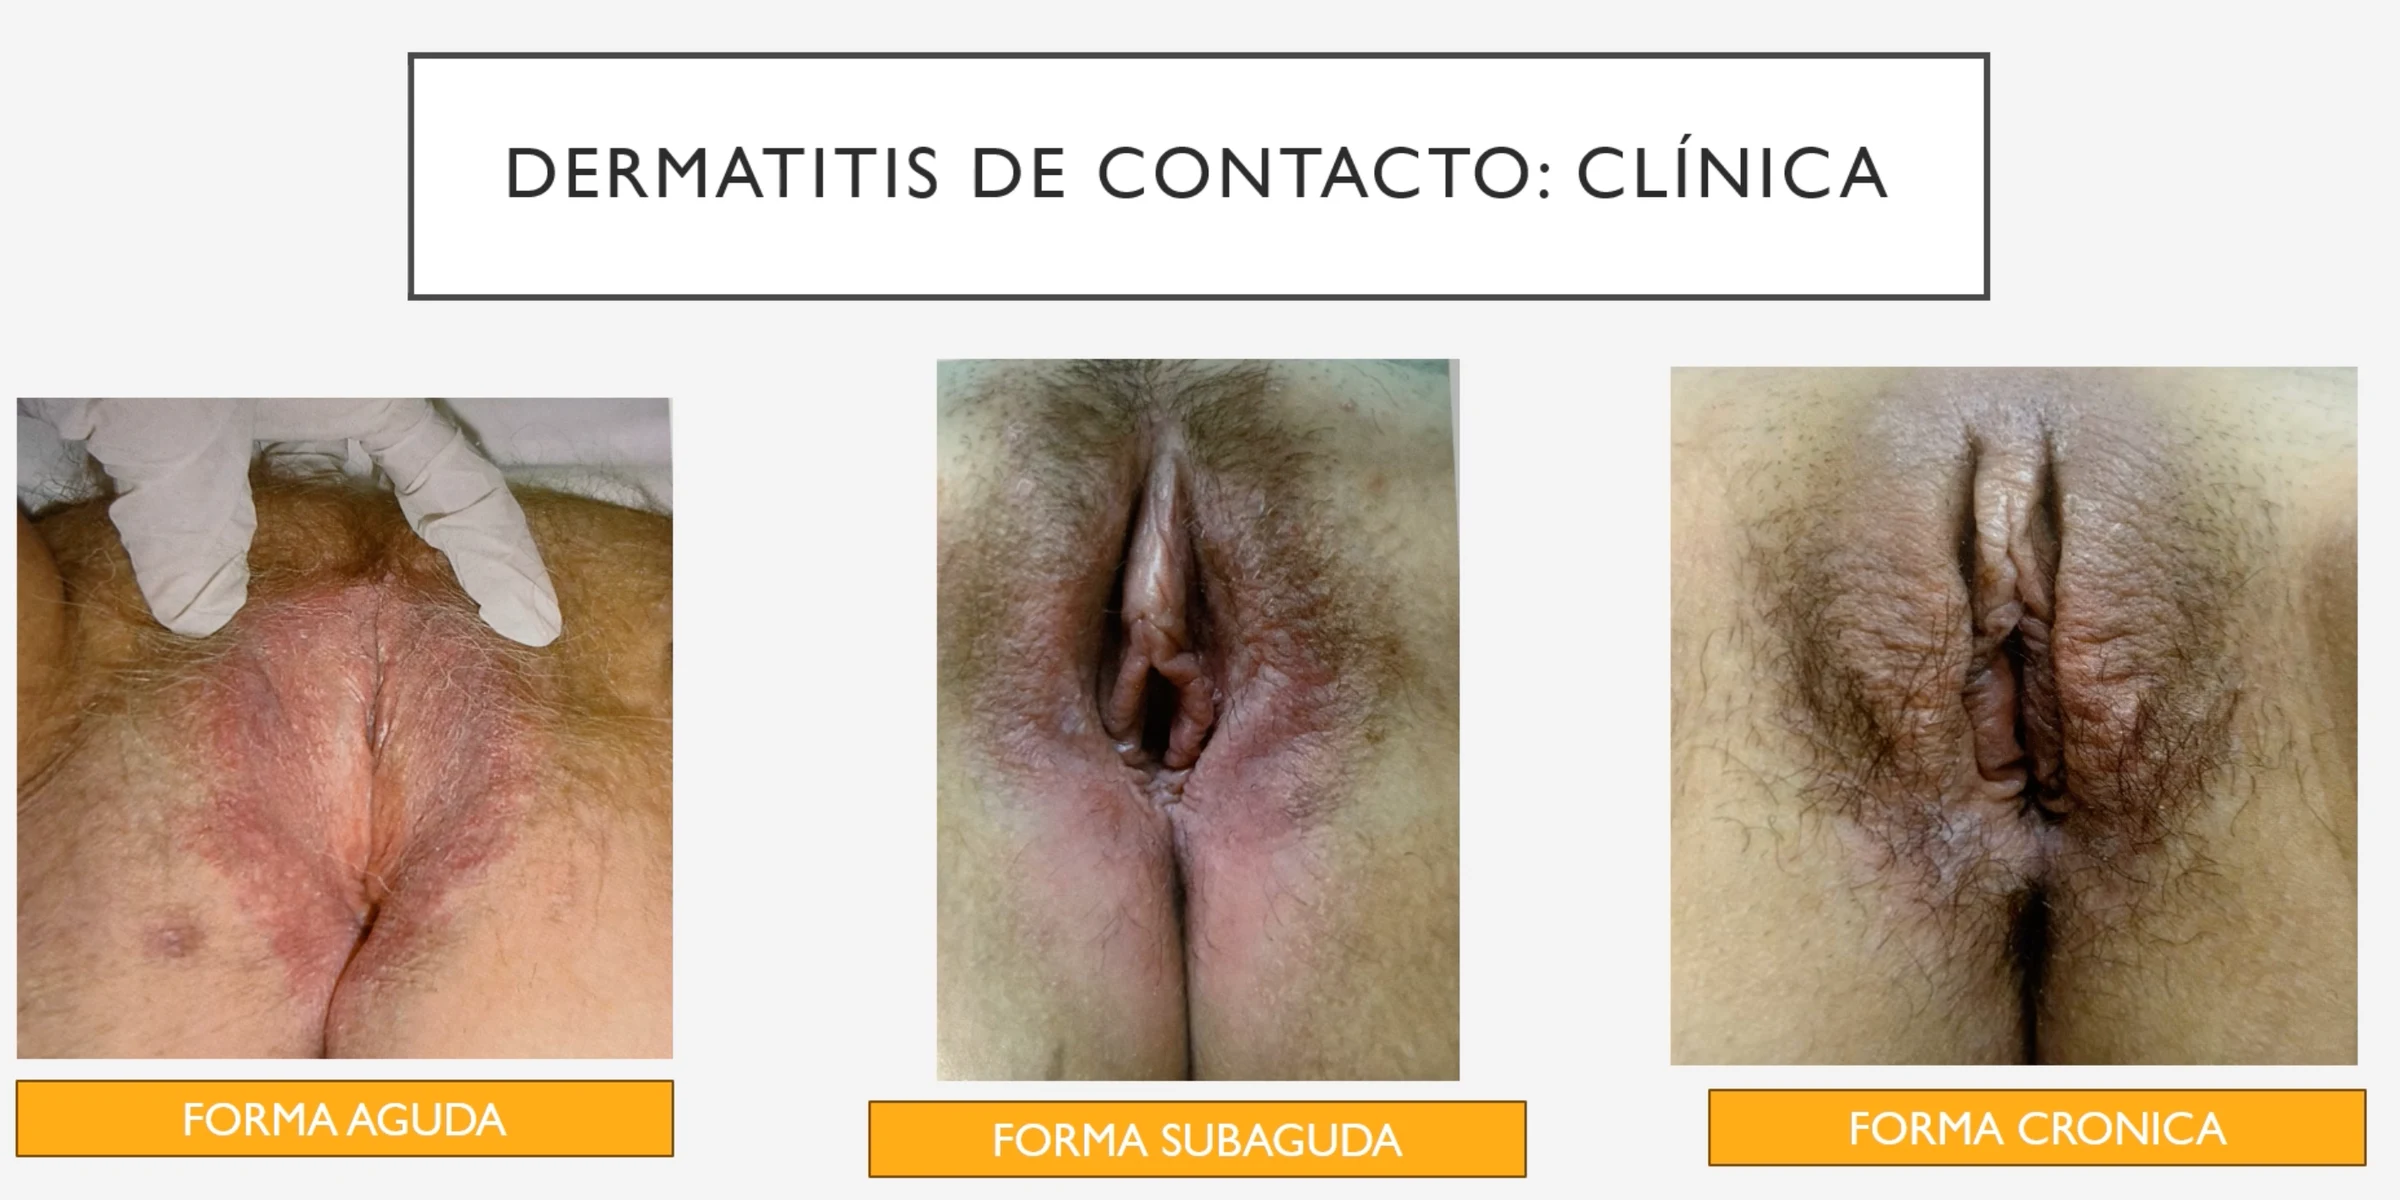 DERMATITIS DE CONTACTO: CLÍNICA
FORMA AGUDA
FORMA SUBAGUDA
FORMA CRONICA